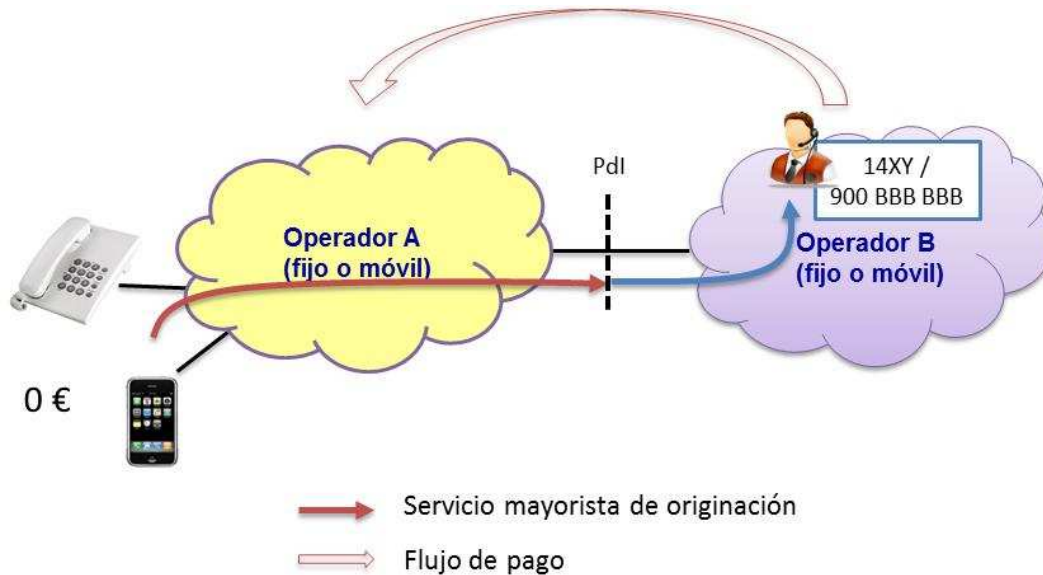 PdI
14XY /
900 BBB BBB
Operador A
(fijo o móvil)
Operador B
(fijo o móvil)
0 €
Servicio mayorista de originación
Flujo de pago